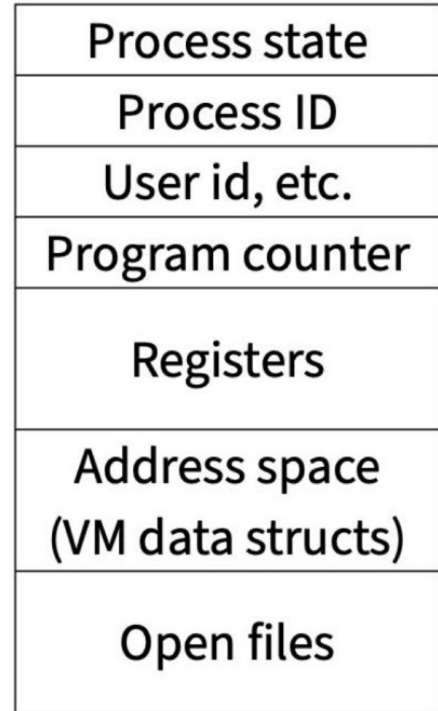 Process state
Process ID
User id, etc.
Program counter
Registers
Address space
(VM data structs)
Open files